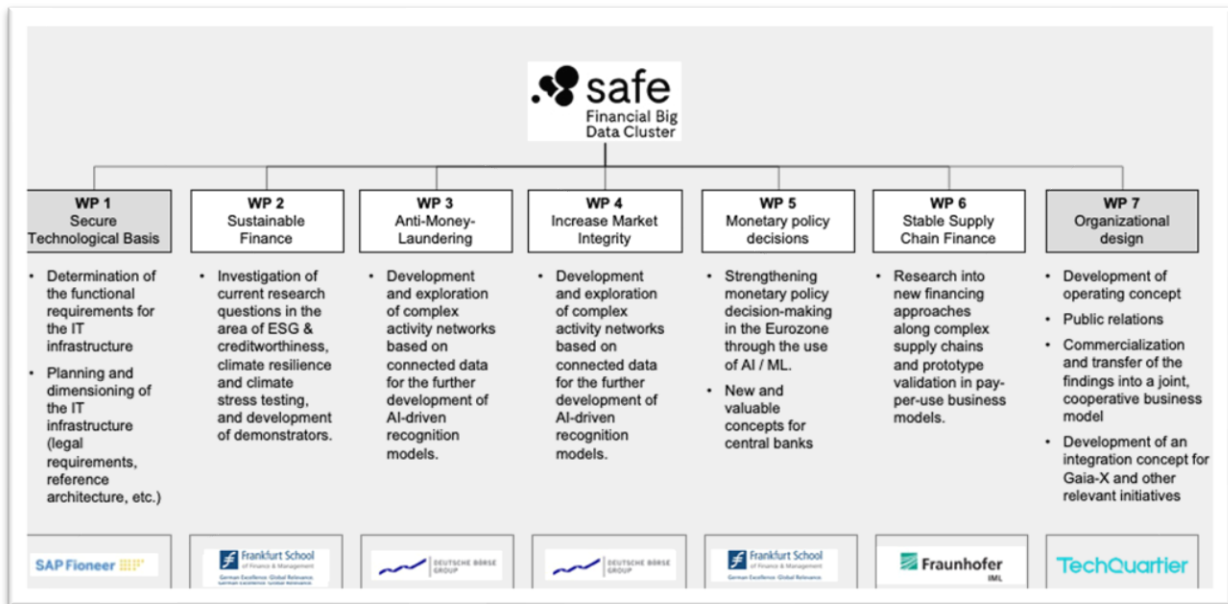 safe
Financial Big
Data Cluster
WP 1
Secure
Technological Basis
• Determination of
the functional
requirements for
the IT
infrastructure
• Planning and
dimensioning of
the IT
infrastructure
(legal
requirements,
reference
architecture, etc.)
SAP Fioneer
WP 2
Sustainable
Finance
• Investigation of
current research
questions in the
area of ESG &
creditworthiness,
climate resilience
and climate
stress testing,
and development
of demonstrators.
Frankfurt School
of Finance & Management
German Excellence. Global Relevance.
WP 3
Anti-Money-
Laundering
• Development
and exploration
of complex
activity networks
based on
connected data
for the further
development of
AI-driven
recognition
models.
DEUTSCHE BÖRSE
GROUP
WP 4
Increase Market
Integrity
• Development
and exploration
of complex
activity networks
based on
connected data
for the further
development of
AI-driven
recognition
models.
DEUTSCHE BÖRSE
GROUP
WP 5
Monetary policy
decisions
• Strengthening
monetary policy
decision-making
in the Eurozone
through the use
of AI / ML.
• New and
valuable
concepts for
central banks
Frankfurt School
of Finance & Management
German Excellence. Global Relevance.
WP 6
Stable Supply
Chain Finance
• Research into
new financing
approaches
along complex
supply chains
and prototype
validation in pay-
per-use business
models.
Fraunhofer
IML
WP 7
Organizational
design
• Development of
operating concept
• Public relations
• Commercialization
and transfer of the
findings into a joint,
cooperative business
model
• Development of an
integration concept for
Gaia-X and other
relevant initiatives
TechQuartier